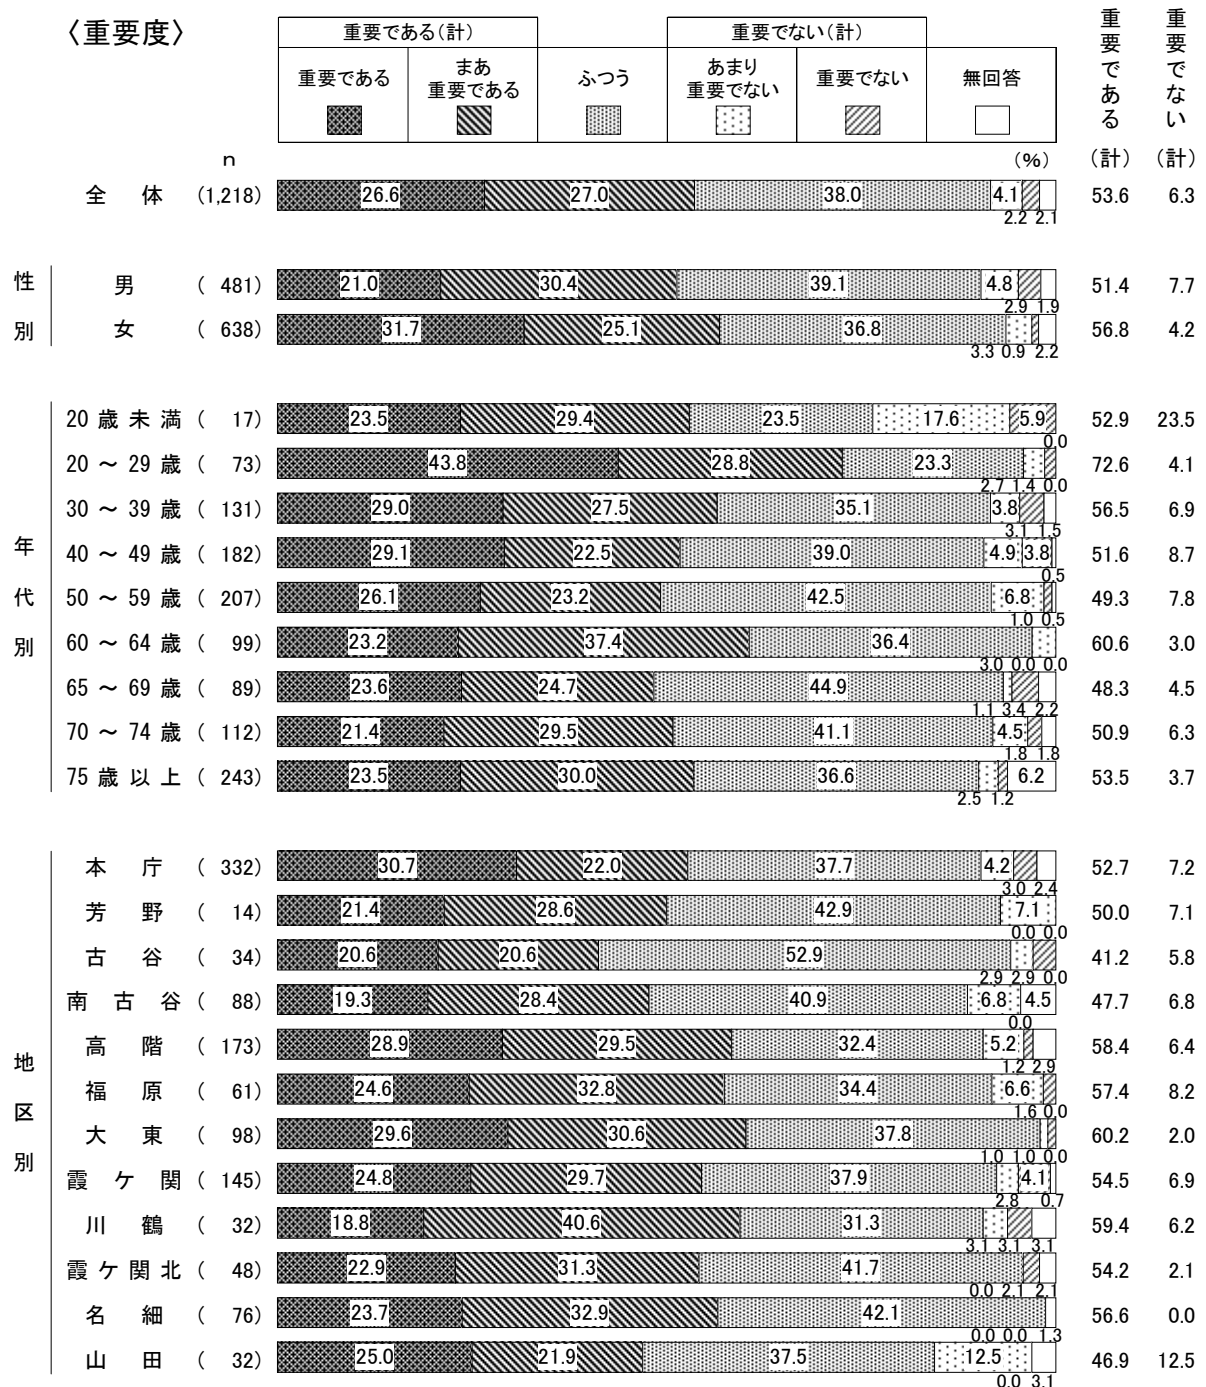 〈重要度〉
重要である(計) 重要でない(計)
重要である まあ重要である ふつう あまり重要でない 重要でない 無回答
重要である(計) 重要でない(計)
n (%)
全体 (1,218) 26.6 27.0 38.0 4.1 2.2 2.1 53.6 6.3
性別
男 ( 481) 21.0 30.4 39.1 4.8 2.9 1.9 51.4 7.7
女 ( 638) 31.7 25.1 36.8 3.3 0.9 2.2 56.8 4.2
年代別
20歳未満 ( 17) 23.5 29.4 23.5 17.6 5.9 0.0 52.9 23.5
20～29歳 ( 73) 43.8 28.8 23.3 2.7 1.4 0.0 72.6 4.1
30～39歳 ( 131) 29.0 27.5 35.1 3.8 3.1 1.5 56.5 6.9
40～49歳 ( 182) 29.1 22.5 39.0 4.9 3.8 0.5 51.6 8.7
50～59歳 ( 207) 26.1 23.2 42.5 6.8 1.0 0.5 49.3 7.8
60～64歳 ( 99) 23.2 37.4 36.4 3.0 0.0 0.0 60.6 3.0
65～69歳 ( 89) 23.6 24.7 44.9 1.1 3.4 2.2 48.3 4.5
70～74歳 ( 112) 21.4 29.5 41.1 4.5 1.8 1.8 50.9 6.3
75歳以上 ( 243) 23.5 30.0 36.6 2.5 1.2 6.2 53.5 3.7
地区別
本庁 ( 332) 30.7 22.0 37.7 4.2 3.0 2.4 52.7 7.2
芳野 ( 14) 21.4 28.6 42.9 7.1 0.0 0.0 50.0 7.1
古谷 ( 34) 20.6 20.6 52.9 2.9 2.9 0.0 41.2 5.8
南古谷 ( 88) 19.3 28.4 40.9 6.8 0.0 4.5 47.7 6.8
高階 ( 173) 28.9 29.5 32.4 5.2 1.2 2.9 58.4 6.4
福原 ( 61) 24.6 32.8 34.4 6.6 1.6 0.0 57.4 8.2
大東 ( 98) 29.6 30.6 37.8 1.0 1.0 0.0 60.2 2.0
霞ケ関 ( 145) 24.8 29.7 37.9 2.8 4.1 0.7 54.5 6.9
川鶴 ( 32) 18.8 40.6 31.3 3.1 3.1 3.1 59.4 6.2
霞ケ関北 ( 48) 22.9 31.3 41.7 0.0 2.1 2.1 54.2 2.1
名細 ( 76) 23.7 32.9 42.1 0.0 0.0 1.3 56.6 0.0
山田 ( 32) 25.0 21.9 37.5 12.5 0.0 3.1 46.9 12.5